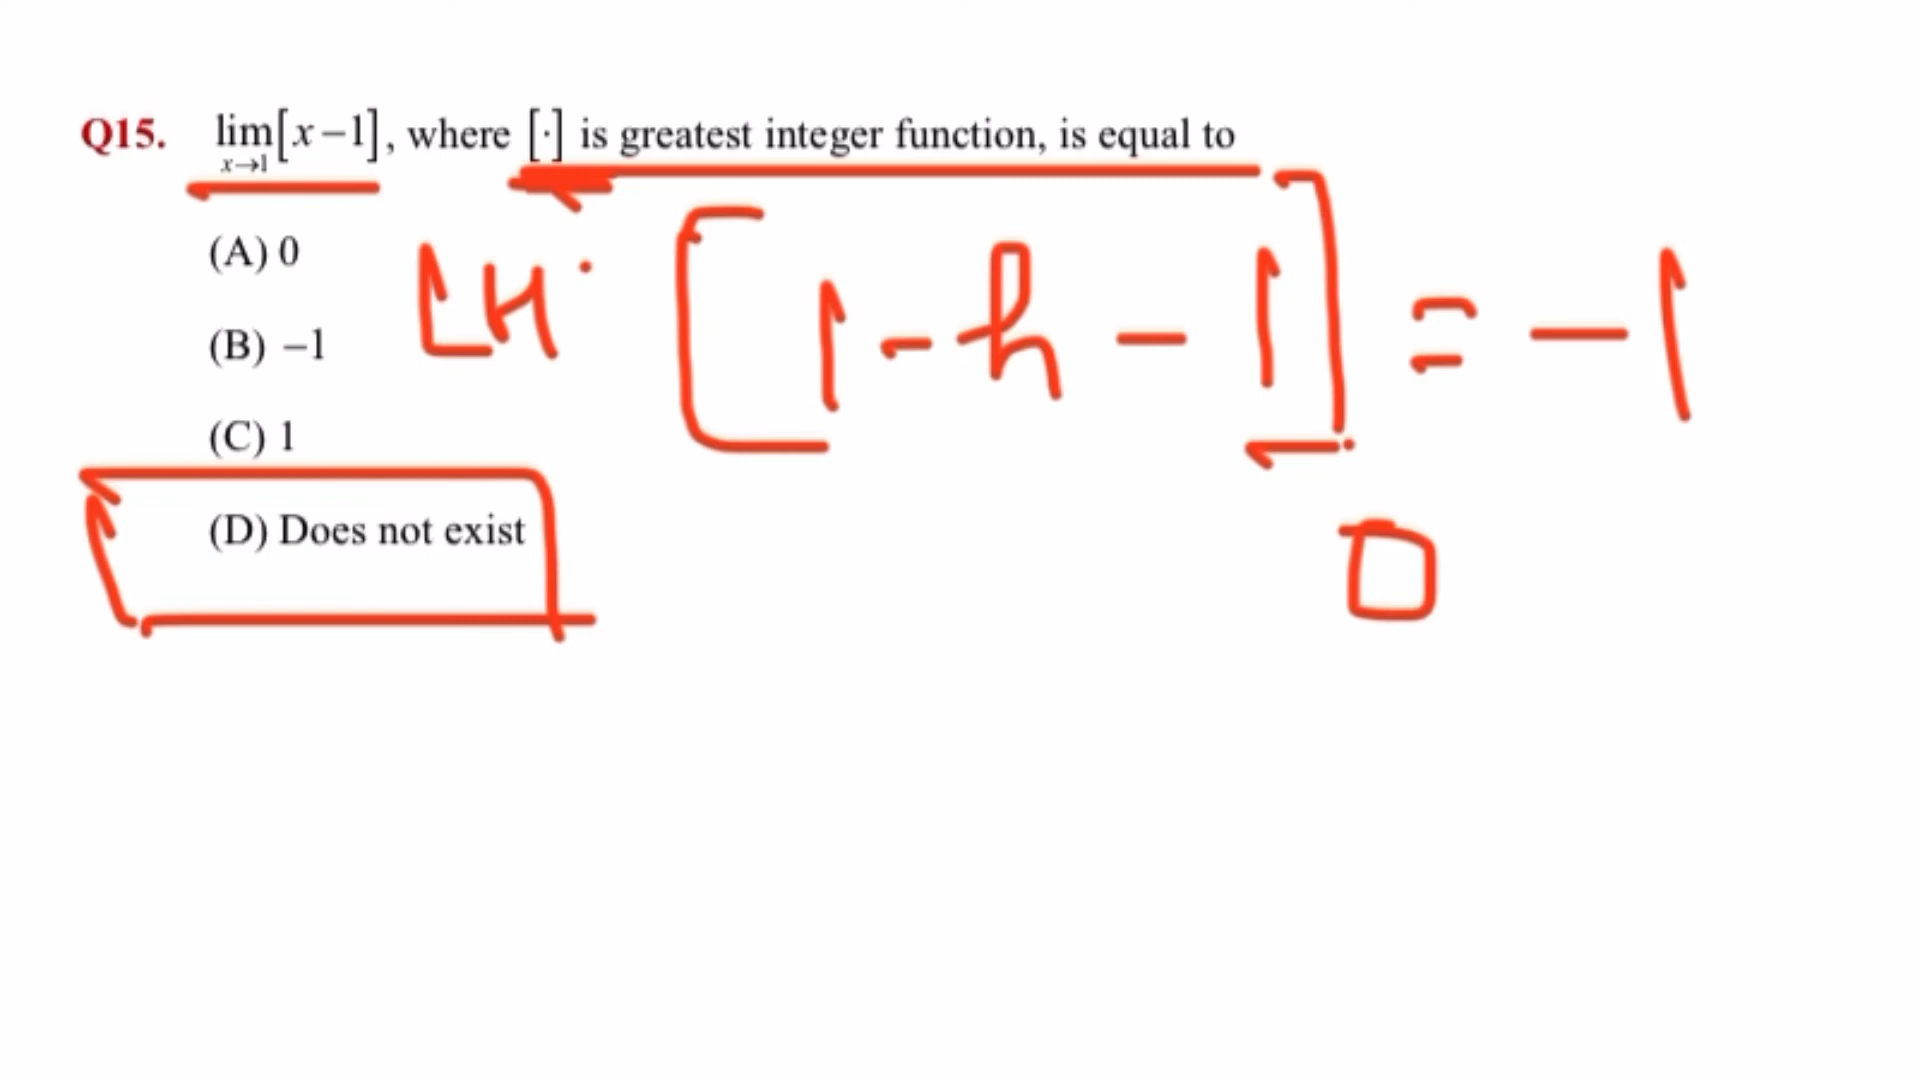 Q15. lim x→1 [x−1], where [·] is greatest integer function, is equal to
(A) 0
LH. [1-h-1] = -1
(B) −1
(C) 1
(D) Does not exist
0